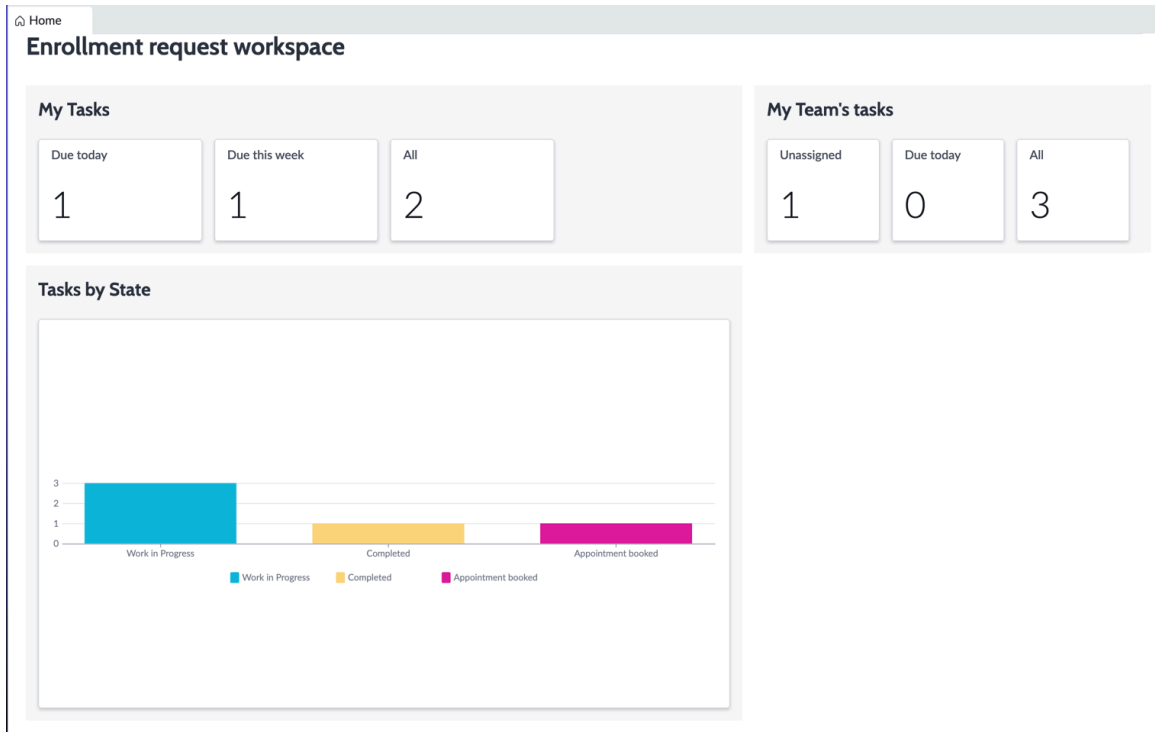 Home
Enrollment request workspace
My Tasks
Due today
1
Due this week
1
All
2
My Team's tasks
Unassigned
1
Due today
0
All
3
Tasks by State
3
2
1
0
Work in Progress
Completed
Appointment booked
Work in Progress
Completed
Appointment booked